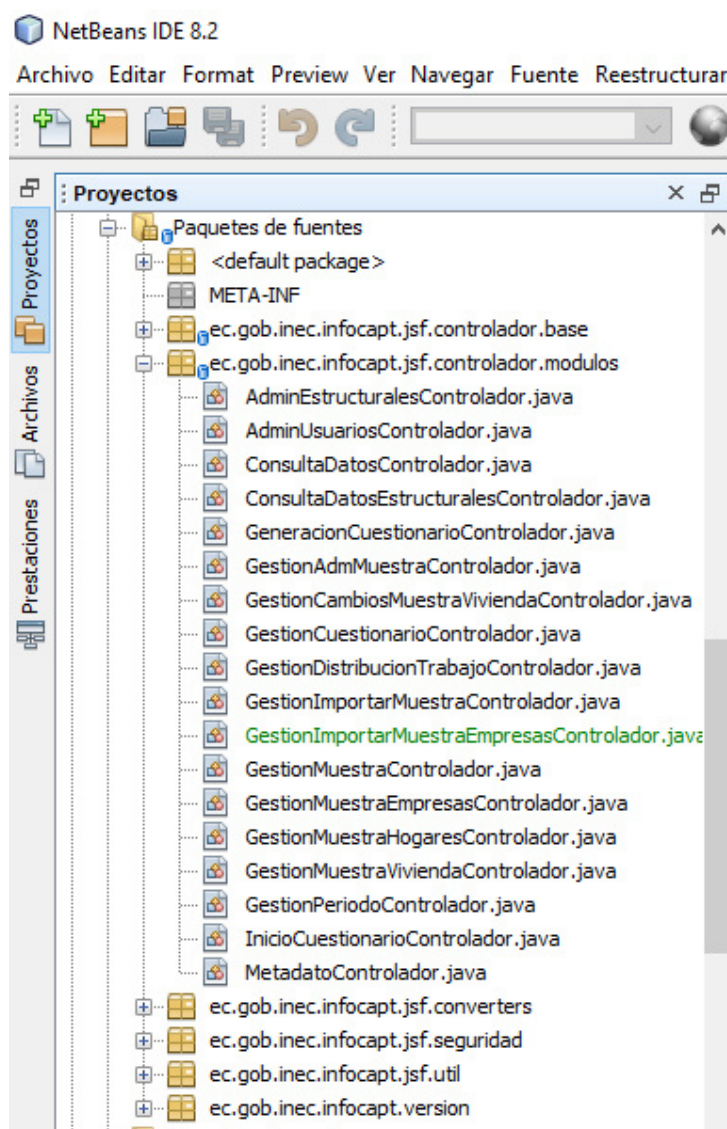 NetBeans IDE 8.2
Archivo Editar Format Preview Ver Navegar Fuente Reestructurar
Proyectos
Proyectos
Archivos
Prestaciones
Paquetes de fuentes
<default package>
META-INF
ec.gob.inec.infocapt.jsf.controlador.base
ec.gob.inec.infocapt.jsf.controlador.modulos
AdminEstructuralesControlador.java
AdminUsuariosControlador.java
ConsultaDatosControlador.java
ConsultaDatosEstructuralesControlador.java
GeneracionCuestionarioControlador.java
GestionAdmMuestraControlador.java
GestionCambiosMuestraViviendaControlador.java
GestionCuestionarioControlador.java
GestionDistribucionTrabajoControlador.java
GestionImportarMuestraControlador.java
GestionImportarMuestraEmpresasControlador.java
GestionMuestraControlador.java
GestionMuestraEmpresasControlador.java
GestionMuestraHogaresControlador.java
GestionMuestraViviendaControlador.java
GestionPeriodoControlador.java
InicioCuestionarioControlador.java
MetadatoControlador.java
ec.gob.inec.infocapt.jsf.converters
ec.gob.inec.infocapt.jsf.seguridad
ec.gob.inec.infocapt.jsf.util
ec.gob.inec.infocapt.version